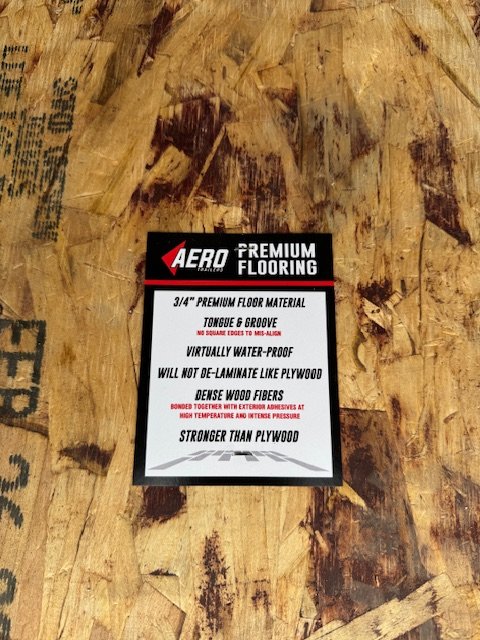 AERO
TRAILERS
PREMIUM
FLOORING
3/4" PREMIUM FLOOR MATERIAL
TONGUE & GROOVE
NO SQUARE EDGES TO MIS-ALIGN
VIRTUALLY WATER-PROOF
WILL NOT DE-LAMINATE LIKE PLYWOOD
DENSE WOOD FIBERS
BONDED TOGETHER WITH EXTERIOR ADHESIVES AT
HIGH TEMPERATURE AND INTENSE PRESSURE
STRONGER THAN PLYWOOD